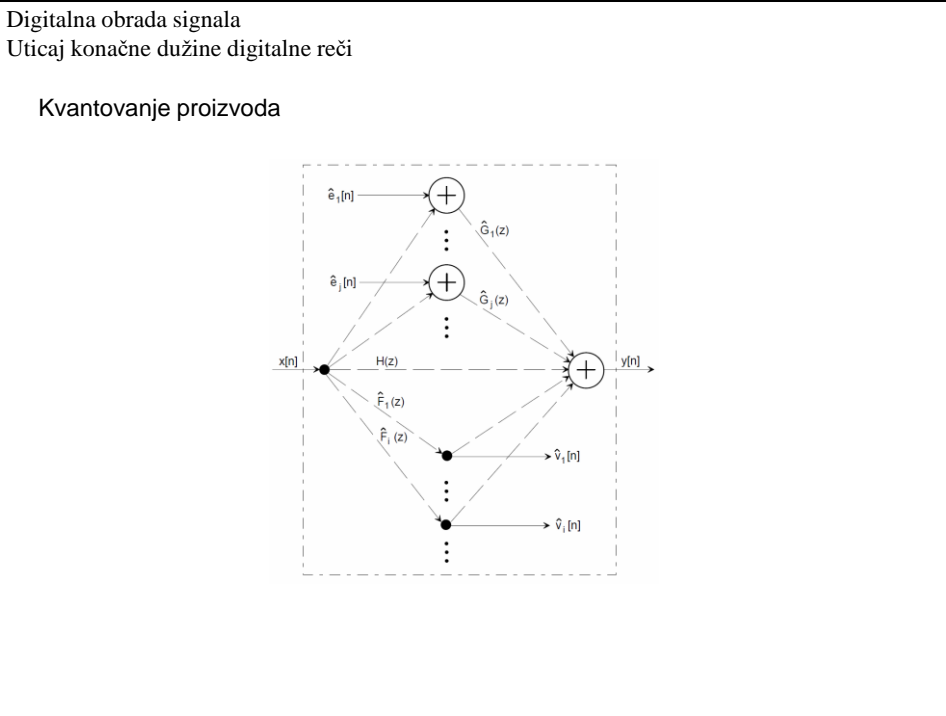 Digitalna obrada signala
Uticaj konačne dužine digitalne reči
Kvantovanje proizvoda
ê₁[n]
Ĝ₁(z)
êⱼ[n]
Ĝⱼ(z)
x[n]
H(z)
y[n]
F̂₁(z)
F̂ᵢ(z)
v̂₁[n]
v̂ᵢ[n]